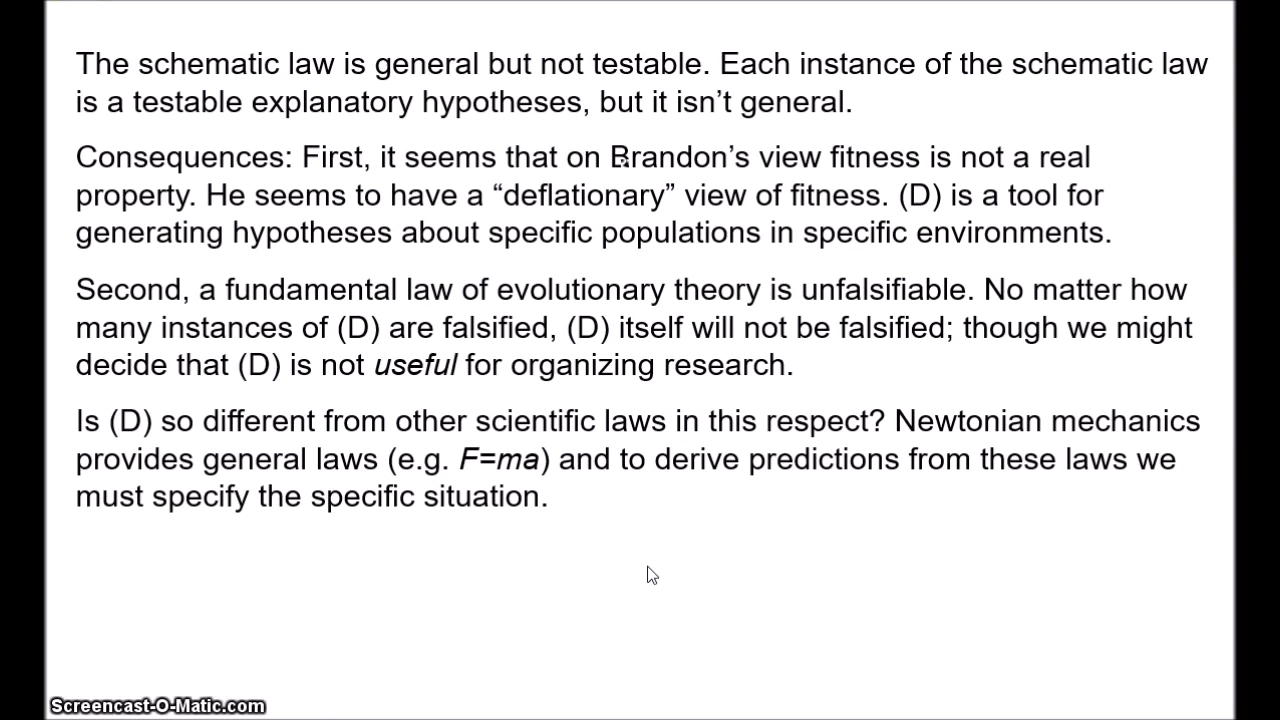 The schematic law is general but not testable. Each instance of the schematic law
is a testable explanatory hypotheses, but it isn’t general.
Consequences: First, it seems that on Brandon’s view fitness is not a real
property. He seems to have a “deflationary” view of fitness. (D) is a tool for
generating hypotheses about specific populations in specific environments.
Second, a fundamental law of evolutionary theory is unfalsifiable. No matter how
many instances of (D) are falsified, (D) itself will not be falsified; though we might
decide that (D) is not useful for organizing research.
Is (D) so different from other scientific laws in this respect? Newtonian mechanics
provides general laws (e.g. F=ma) and to derive predictions from these laws we
must specify the specific situation.
Screencast-O-Matic.com